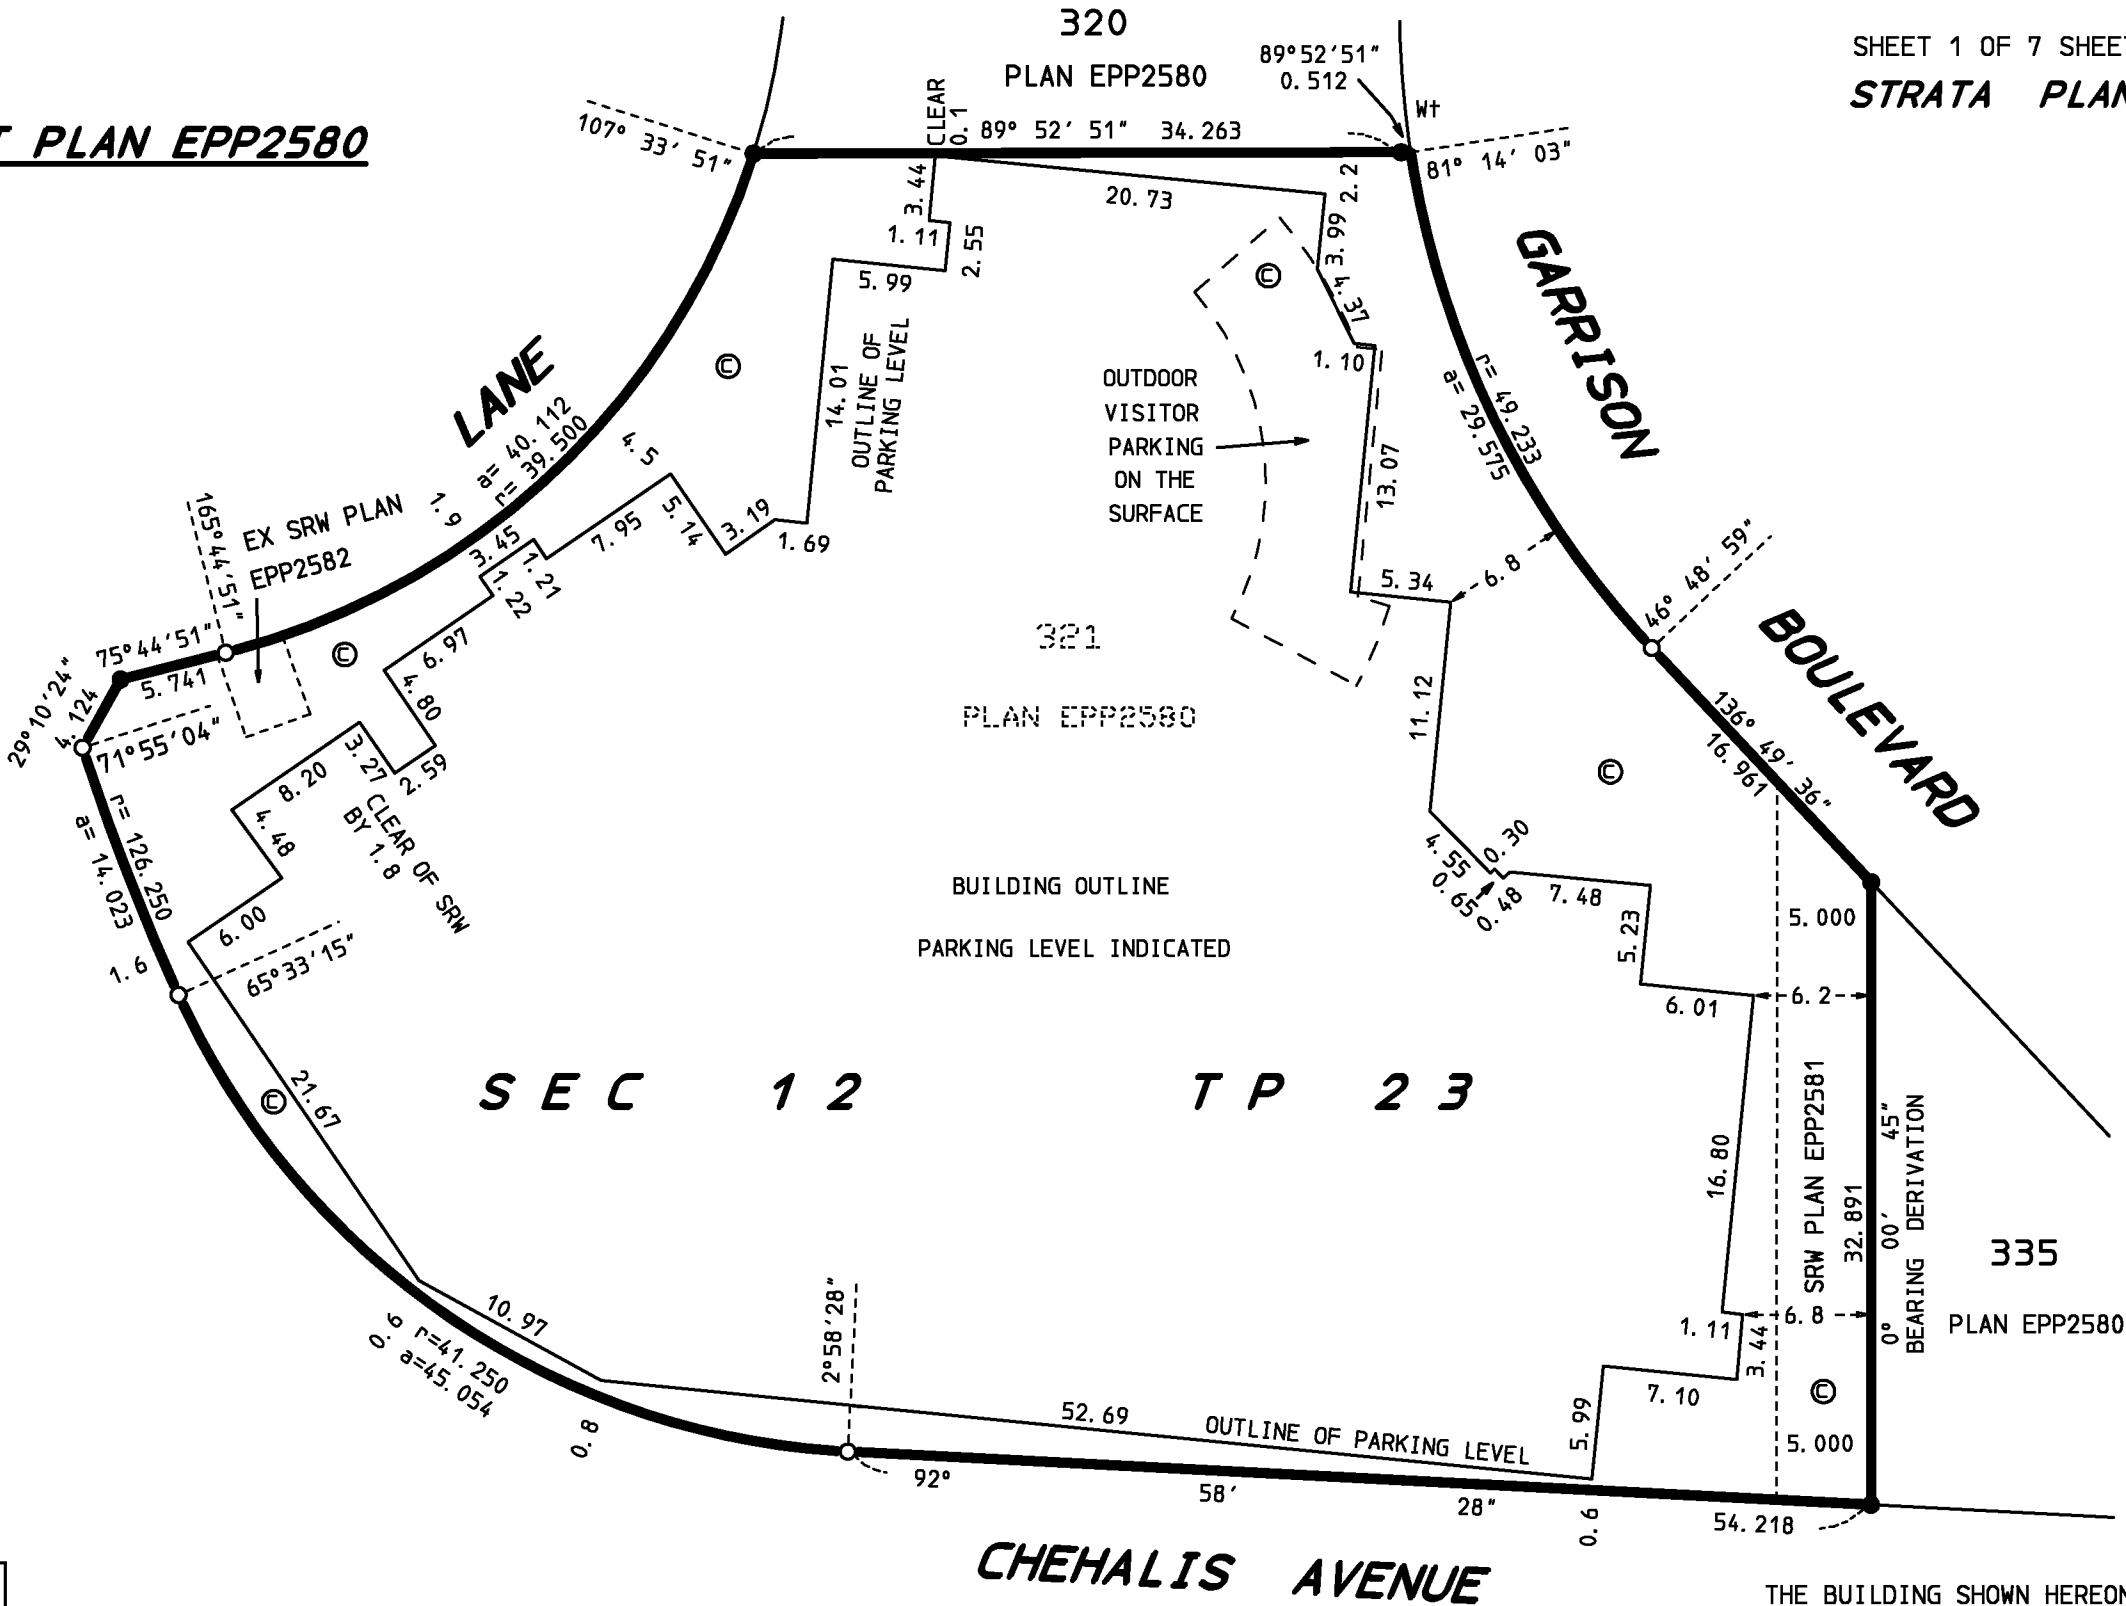 320
PLAN EPP2580
SHEET 1 OF 7 SHEET
STRATA PLAN
T PLAN EPP2580
89°52'51"
0.512
Wt
CLEAR
0.1
89° 52' 51" 34.263
107° 33' 51"
81° 14' 03"
3.44
1.11
2.55
5.99
20.73
2.2
3.99
4.37
1.10
13.07
5.34
6.8
GARRISON
BOULEVARD
r= 49.233
a= 29.575
LANE
a= 40.112
r= 39.500
4.5
1.9
14.01
OUTLINE OF
PARKING LEVEL
OUTDOOR
VISITOR
PARKING
ON THE
SURFACE
165°44'51"
EX SRW PLAN
EPP2582
3.45
1.21
1.22
7.95
5.14
3.19
1.69
46° 48' 59"
75°44'51"
5.741
29°10'24"
4.124
71°55'04"
6.97
4.80
2.59
3.27
8.20
4.48
6.00
CLEAR OF SRW
BY 1.8
r= 126.250
a= 14.023
1.6
65°33'15"
321
PLAN EPP2580
11.12
136° 49' 36"
16.961
4.55
0.30
0.65
0.48
7.48
5.23
6.01
5.000
6.2
BUILDING OUTLINE
PARKING LEVEL INDICATED
SEC 12 TP 23
21.67
16.80
SRW PLAN EPP2581
32.891
0° 00' 45"
BEARING DERIVATION
335
PLAN EPP2580
6.8
1.11
3.44
7.10
5.99
5.000
10.97
0.6
r=41.250
a=45.054
0.8
2°58'28"
52.69
OUTLINE OF PARKING LEVEL
92° 58' 28"
0.6
54.218
CHEHALIS AVENUE
THE BUILDING SHOWN HEREON
© © © © © © ©